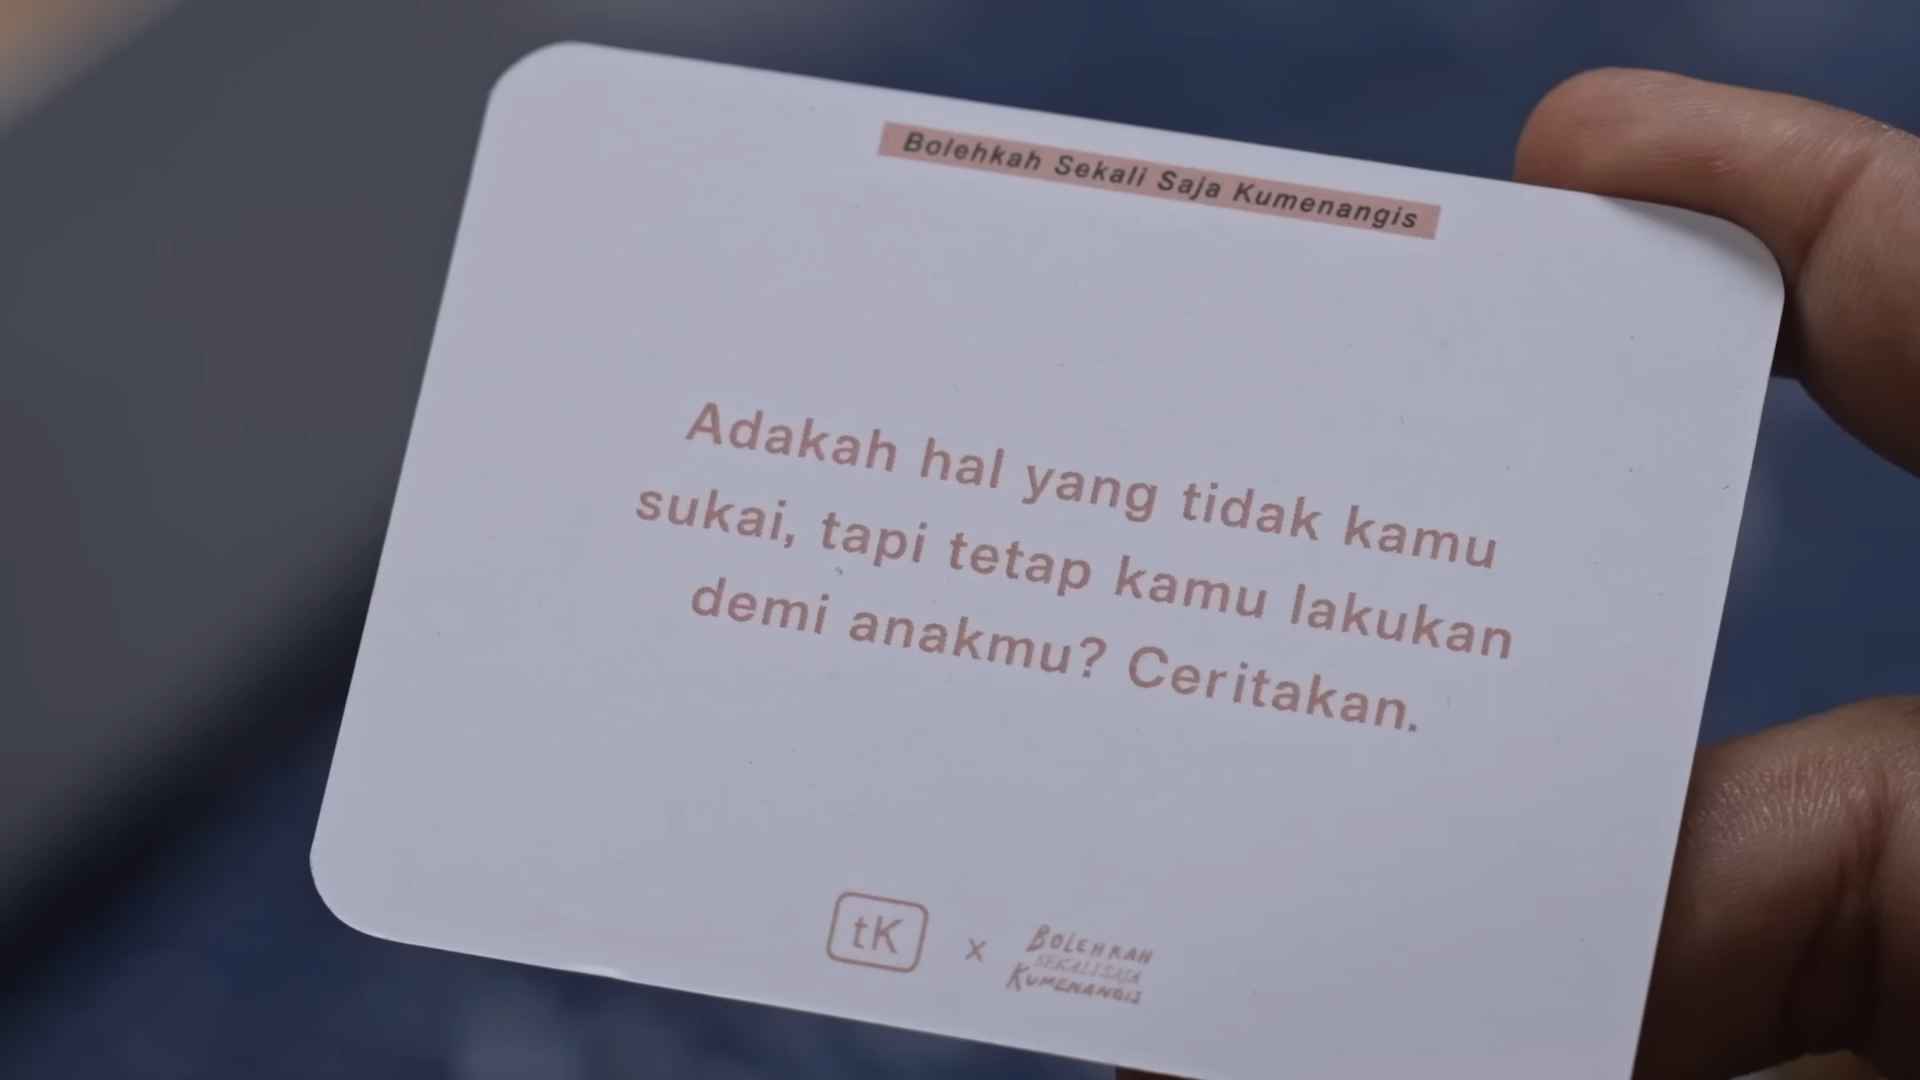 Bolehkah Sekali Saja Kumenangis
Adakah hal yang tidak kamu
sukai, tapi tetap kamu lakukan
demi anakmu? Ceritakan.
tK x
BOLEHKAH
SEKALI SAJA
KUMENANGIS